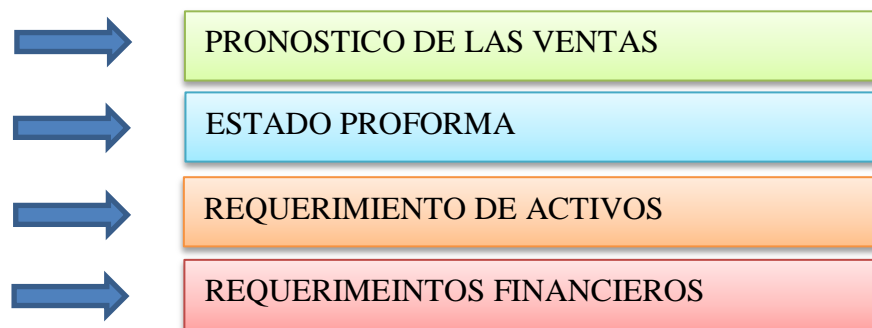 PRONOSTICO DE LAS VENTAS
ESTADO PROFORMA
REQUERIMIENTO DE ACTIVOS
REQUERIMEINTOS FINANCIEROS